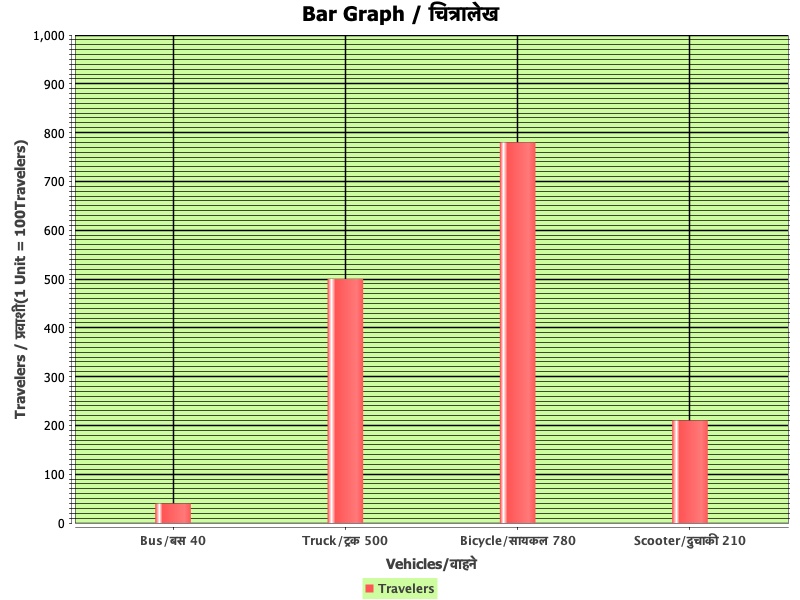 Bar Graph / चित्रालेख
Travelers / प्रवाशी(1 Unit = 100Travelers)
1,000
900
800
700
600
500
400
300
200
100
0
Bus/बस 40 Truck/ट्रक 500 Bicycle/सायकल 780 Scooter/दुचाकी 210
Vehicles/वाहने
Travelers